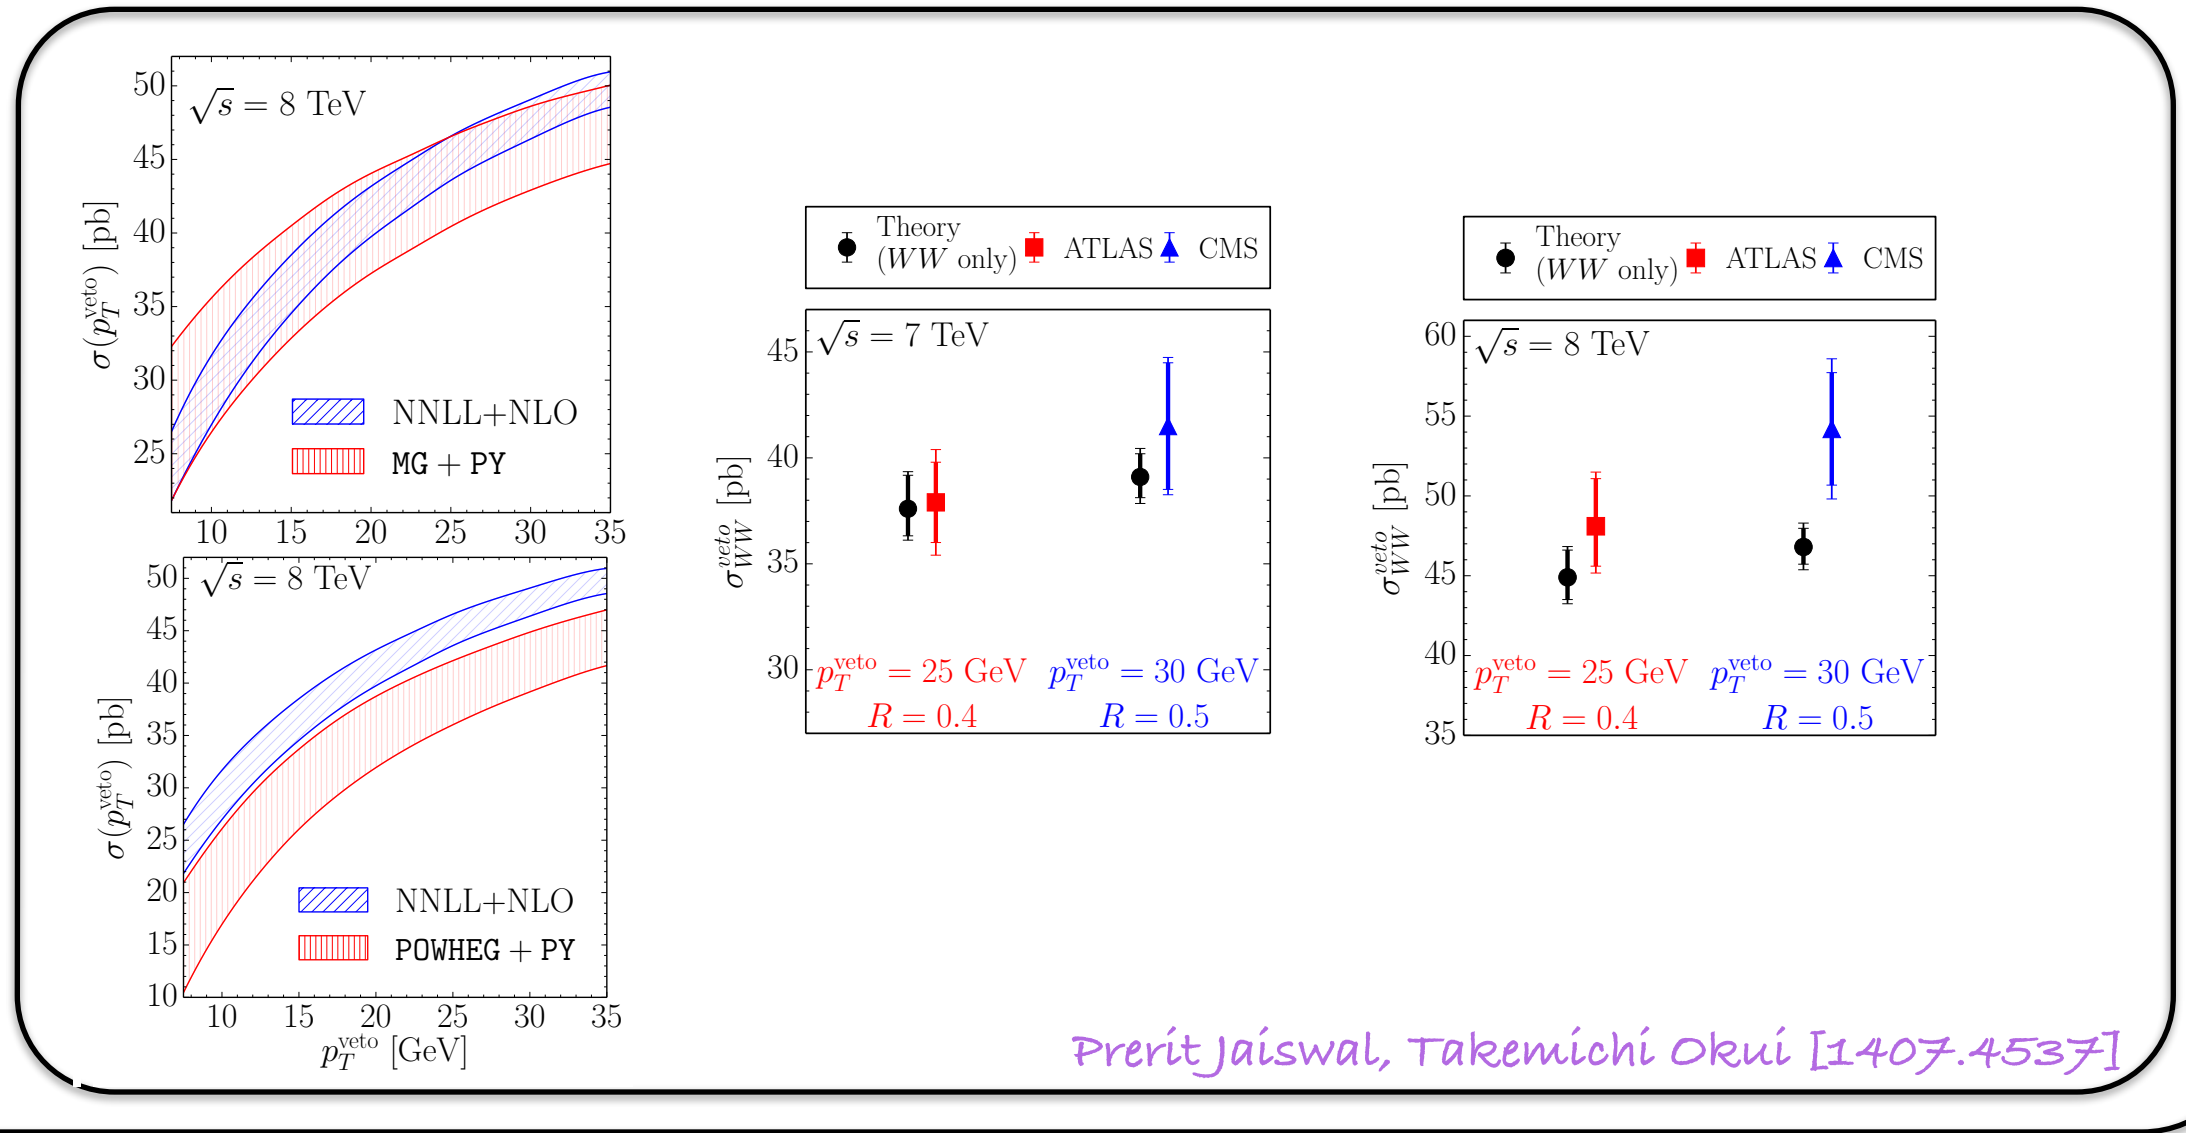 √s = 8 TeV
σ(p_T^veto) [pb]
50
45
40
35
30
25
NNLL+NLO
MG + PY
10 15 20 25 30 35
√s = 8 TeV
σ(p_T^veto) [pb]
50
45
40
35
30
25
20
15
10
NNLL+NLO
POWHEG + PY
10 15 20 25 30 35
p_T^veto [GeV]
Theory
(WW only)
ATLAS
CMS
√s = 7 TeV
σ_WW^veto [pb]
45
40
35
30
p_T^veto = 25 GeV
R = 0.4
p_T^veto = 30 GeV
R = 0.5
Theory
(WW only)
ATLAS
CMS
√s = 8 TeV
σ_WW^veto [pb]
60
55
50
45
40
35
p_T^veto = 25 GeV
R = 0.4
p_T^veto = 30 GeV
R = 0.5
Prerit Jaiswal, Takemichi Okui [1407.4537]